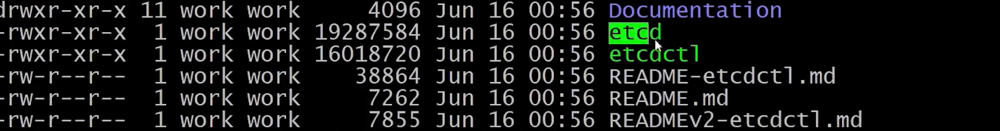 drwxr-xr-x 11 work work 4096 Jun 16 00:56 Documentation
-rwxr-xr-x 1 work work 19287584 Jun 16 00:56 etcd
-rwxr-xr-x 1 work work 16018720 Jun 16 00:56 etcdctl
-rw-r--r-- 1 work work 38864 Jun 16 00:56 README-etcdctl.md
-rw-r--r-- 1 work work 7262 Jun 16 00:56 README.md
-rw-r--r-- 1 work work 7855 Jun 16 00:56 READMEv2-etcdctl.md